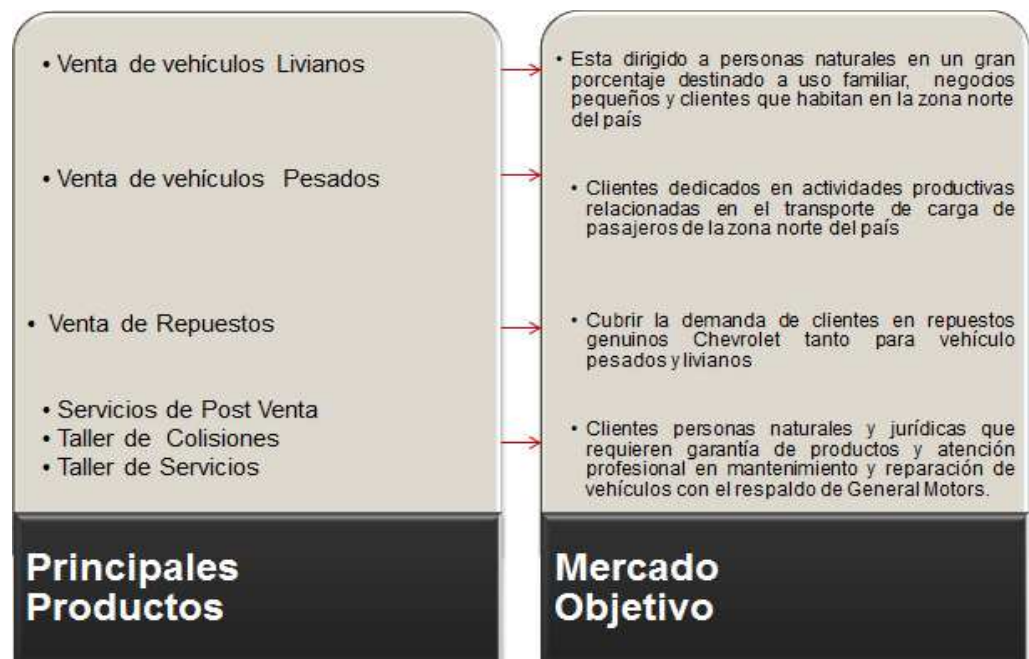 • Venta de vehículos Livianos
• Venta de vehículos Pesados
• Venta de Repuestos
• Servicios de Post Venta
• Taller de Colisiones
• Taller de Servicios
Principales
Productos
• Esta dirigido a personas naturales en un gran
porcentaje destinado a uso familiar, negocios
pequeños y clientes que habitan en la zona norte
del país
• Clientes dedicados en actividades productivas
relacionadas en el transporte de carga de
pasajeros de la zona norte del país
• Cubrir la demanda de clientes en repuestos
genuinos Chevrolet tanto para vehículo
pesados y livianos
• Clientes personas naturales y jurídicas que
requieren garantía de productos y atención
profesional en mantenimiento y reparación de
vehículos con el respaldo de General Motors.
Mercado
Objetivo